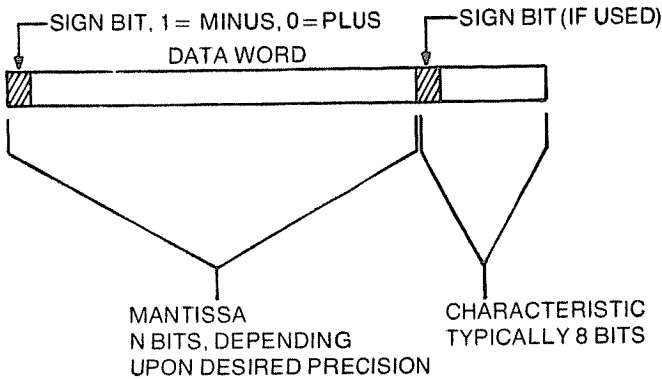 SIGN BIT, 1 = MINUS, 0 = PLUS
SIGN BIT (IF USED)
DATA WORD
MANTISSA
N BITS, DEPENDING
UPON DESIRED PRECISION
CHARACTERISTIC
TYPICALLY 8 BITS